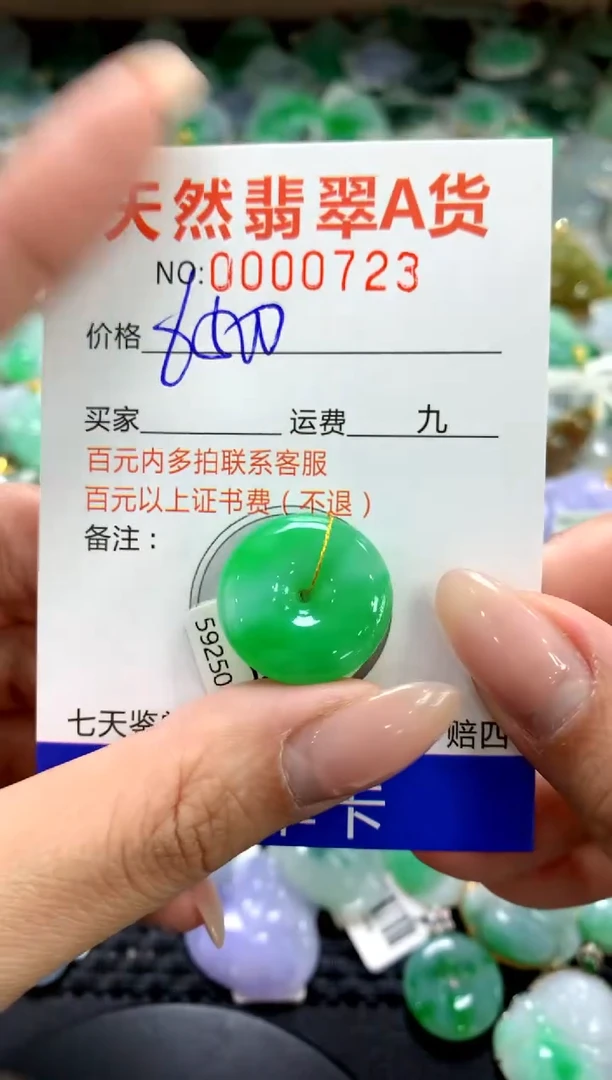 天然翡翠A货
NO:0000723
价格
买家 运费 九
百元内多拍联系客服
百元以上证书费（不退）
备注：
59250
七天鉴
赔四